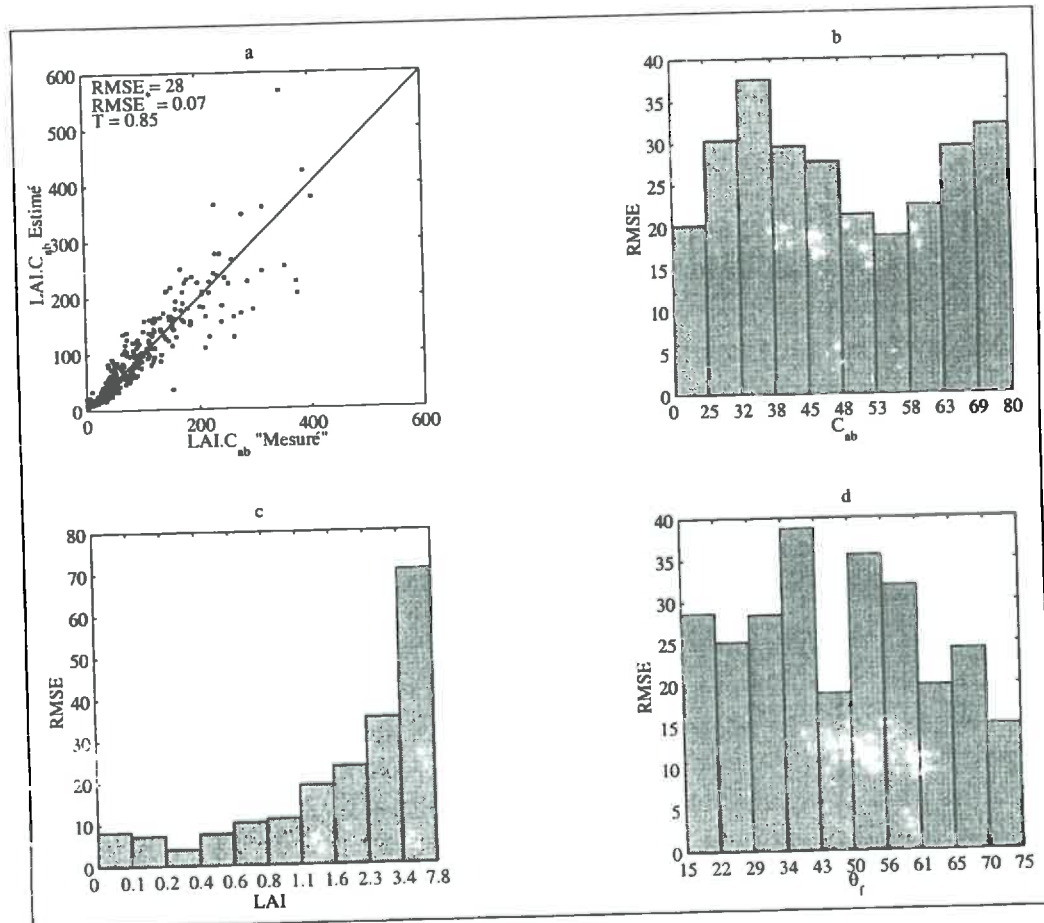 a
RMSE = 28
RMSE* = 0.07
T = 0.85
600
500
400
300
200
100
0
LAI.Cab Estimé
0 200 400 600
LAI.Cab "Mesuré"
b
40
35
30
25
20
15
10
5
0
RMSE
0 25 32 38 45 48 53 58 63 69 80
Cab
c
80
70
60
50
40
30
20
10
0
RMSE
0 0.1 0.2 0.4 0.6 0.8 1.1 1.6 2.3 3.4 7.8
LAI
d
40
35
30
25
20
15
10
5
0
RMSE
15 22 29 34 43 50 56 61 65 70 75
θf